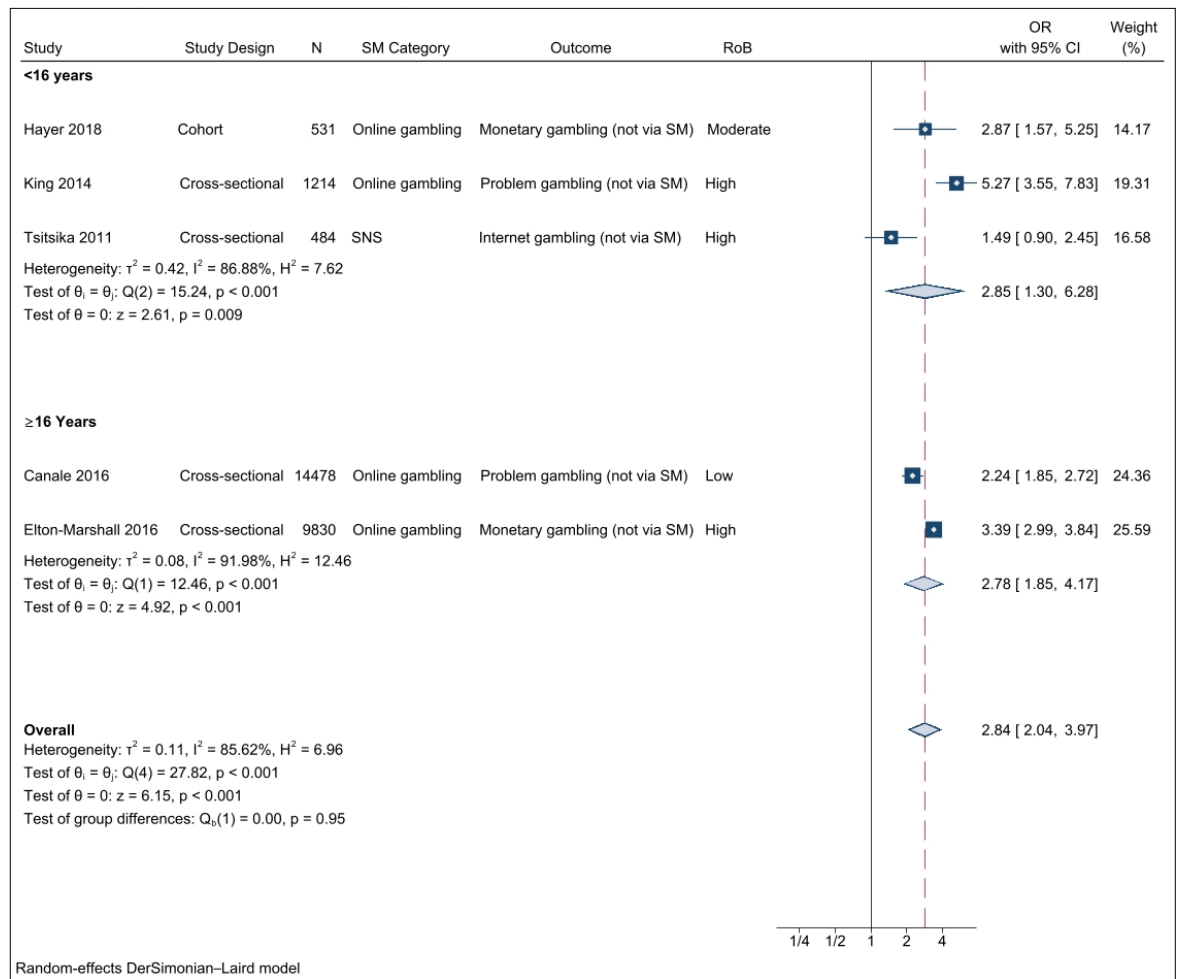 Study Study Design N SM Category Outcome RoB OR with 95% CI Weight (%)
<16 years
Hayer 2018 Cohort 531 Online gambling Monetary gambling (not via SM) Moderate 2.87 [ 1.57, 5.25] 14.17
King 2014 Cross-sectional 1214 Online gambling Problem gambling (not via SM) High 5.27 [ 3.55, 7.83] 19.31
Tsitsika 2011 Cross-sectional 484 SNS Internet gambling (not via SM) High 1.49 [ 0.90, 2.45] 16.58
Heterogeneity: τ² = 0.42, I² = 86.88%, H² = 7.62
Test of θᵢ = θⱼ: Q(2) = 15.24, p < 0.001 2.85 [ 1.30, 6.28]
Test of θ = 0: z = 2.61, p = 0.009
≥16 Years
Canale 2016 Cross-sectional 14478 Online gambling Problem gambling (not via SM) Low 2.24 [ 1.85, 2.72] 24.36
Elton-Marshall 2016 Cross-sectional 9830 Online gambling Monetary gambling (not via SM) High 3.39 [ 2.99, 3.84] 25.59
Heterogeneity: τ² = 0.08, I² = 91.98%, H² = 12.46
Test of θᵢ = θⱼ: Q(1) = 12.46, p < 0.001 2.78 [ 1.85, 4.17]
Test of θ = 0: z = 4.92, p < 0.001
Overall 2.84 [ 2.04, 3.97]
Heterogeneity: τ² = 0.11, I² = 85.62%, H² = 6.96
Test of θᵢ = θⱼ: Q(4) = 27.82, p < 0.001
Test of θ = 0: z = 6.15, p < 0.001
Test of group differences: Q_b(1) = 0.00, p = 0.95
1/4 1/2 1 2 4
Random-effects DerSimonian–Laird model